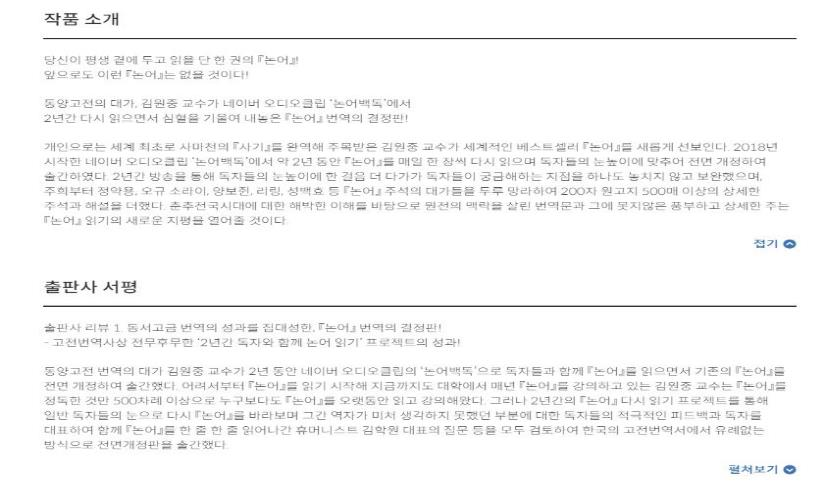 작품 소개
당신이 평생 곁에 두고 읽을 단 한 권의 『논어』!
앞으로도 이런 『논어』는 없을 것이다!
동양고전의 대가, 김원중 교수가 네이버 오디오클립 '논어백독'에서
2년간 다시 읽으면서 심혈을 기울여 내놓은 『논어』 번역의 결정판!
개인으로는 세계 최초로 사마천의 『사기』를 완역해 주목받은 김원중 교수가 세계적인 베스트셀러 『논어』를 새롭게 선보인다. 2018년
시작한 네이버 오디오클립 '논어백독'에서 약 2년 동안 『논어』를 매일 한 장씩 다시 읽으며 독자들의 눈높이에 맞추어 전면 개정하여
출간하였다. 2년간 방송을 통해 독자들의 눈높이에 한 걸음 더 다가가 독자들이 궁금해하는 지점을 하나도 놓치지 않고 보완했으며,
주희부터 정약용, 오규 소라이, 양보쥔, 리링, 성백효 등 『논어』 주석의 대가들을 두루 망라하여 200자 원고지 500매 이상의 상세한
주석과 해설을 더했다. 춘추전국시대에 대한 해박한 이해를 바탕으로 원전의 맥락을 살린 번역문과 그에 못지않은 풍부하고 상세한 주는
『논어』 읽기의 새로운 지평을 열어줄 것이다.
접기
출판사 서평
출판사 리뷰 1. 동서고금 번역의 성과를 집대성한, 『논어』 번역의 결정판!
- 고전번역사상 전무후무한 '2년간 독자와 함께 논어 읽기' 프로젝트의 성과!
동양고전 번역의 대가 김원중 교수가 2년 동안 네이버 오디오클립의 '논어백독'으로 독자들과 함께 『논어』를 읽으면서 기존의 『논어』를
전면 개정하여 출간했다. 어려서부터 『논어』를 읽기 시작해 지금까지도 대학에서 매년 『논어』를 강의하고 있는 김원중 교수는 『논어』를
정독한 것만 500차례 이상으로 누구보다도 『논어』를 오랫동안 읽고 강의해왔다. 그러나 2년간의 『논어』 다시 읽기 프로젝트를 통해
일반 독자들의 눈으로 다시 『논어』를 바라보며 그간 역자가 미처 생각하지 못했던 부분에 대한 독자들의 적극적인 피드백과 독자를
대표하여 함께 『논어』를 한 줄 한 줄 읽어나간 휴머니스트 김학원 대표의 질문 등을 모두 검토하여 한국의 고전번역서에서 유례없는
방식으로 전면개정판을 출간했다.
펼쳐보기